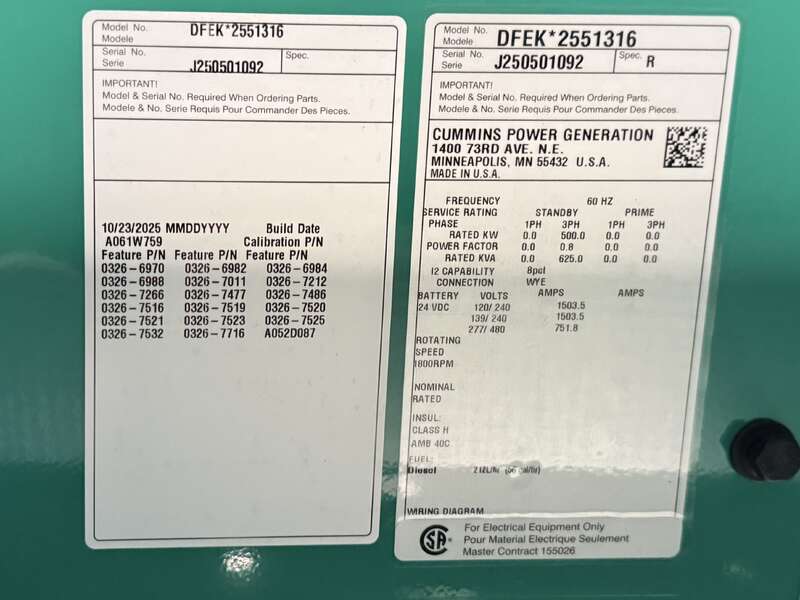 Model No.
Modele
DFEK*2551316
Serial No.
Serie
J250501092
Spec.
IMPORTANT!
Model & Serial No. Required When Ordering Parts.
Modele & No. Serie Requis Pour Commander Des Pieces.
10/23/2025 MMDDYYYY Build Date
A061W759 Calibration P/N
Feature P/N Feature P/N Feature P/N
0326-6970 0326-6982 0326-6984
0326-6988 0326-7011 0326-7212
0326-7266 0326-7477 0326-7486
0326-7516 0326-7519 0326-7520
0326-7521 0326-7523 0326-7525
0326-7532 0326-7716 A052D087
Model No.
Modele
DFEK*2551316
Serial No.
Serie
J250501092
Spec. R
IMPORTANT!
Model & Serial No. Required When Ordering Parts.
Modele & No. Serie Requis Pour Commander Des Pieces.
CUMMINS POWER GENERATION
1400 73RD AVE. N.E.
MINNEAPOLIS, MN 55432 U.S.A.
MADE IN U.S.A.
FREQUENCY 60 HZ
SERVICE RATING STANDBY PRIME
PHASE 1PH 3PH 1PH 3PH
RATED KW 0.0 500.0 0.0 0.0
POWER FACTOR 0.0 0.8 0.0 0.0
RATED KVA 0.0 625.0 0.0 0.0
I2 CAPABILITY 8pct
CONNECTION WYE
BATTERY VOLTS AMPS AMPS
24 VDC 120/ 240 1503.5
139/ 240 1503.5
277/ 480 751.8
ROTATING
SPEED
1800RPM
NOMINAL
RATED
INSUL:
CLASS H
AMB 40C
FUEL:
Diesel
WIRING DIAGRAM
For Electrical Equipment Only
Pour Material Electrique Seulement
Master Contract 155026